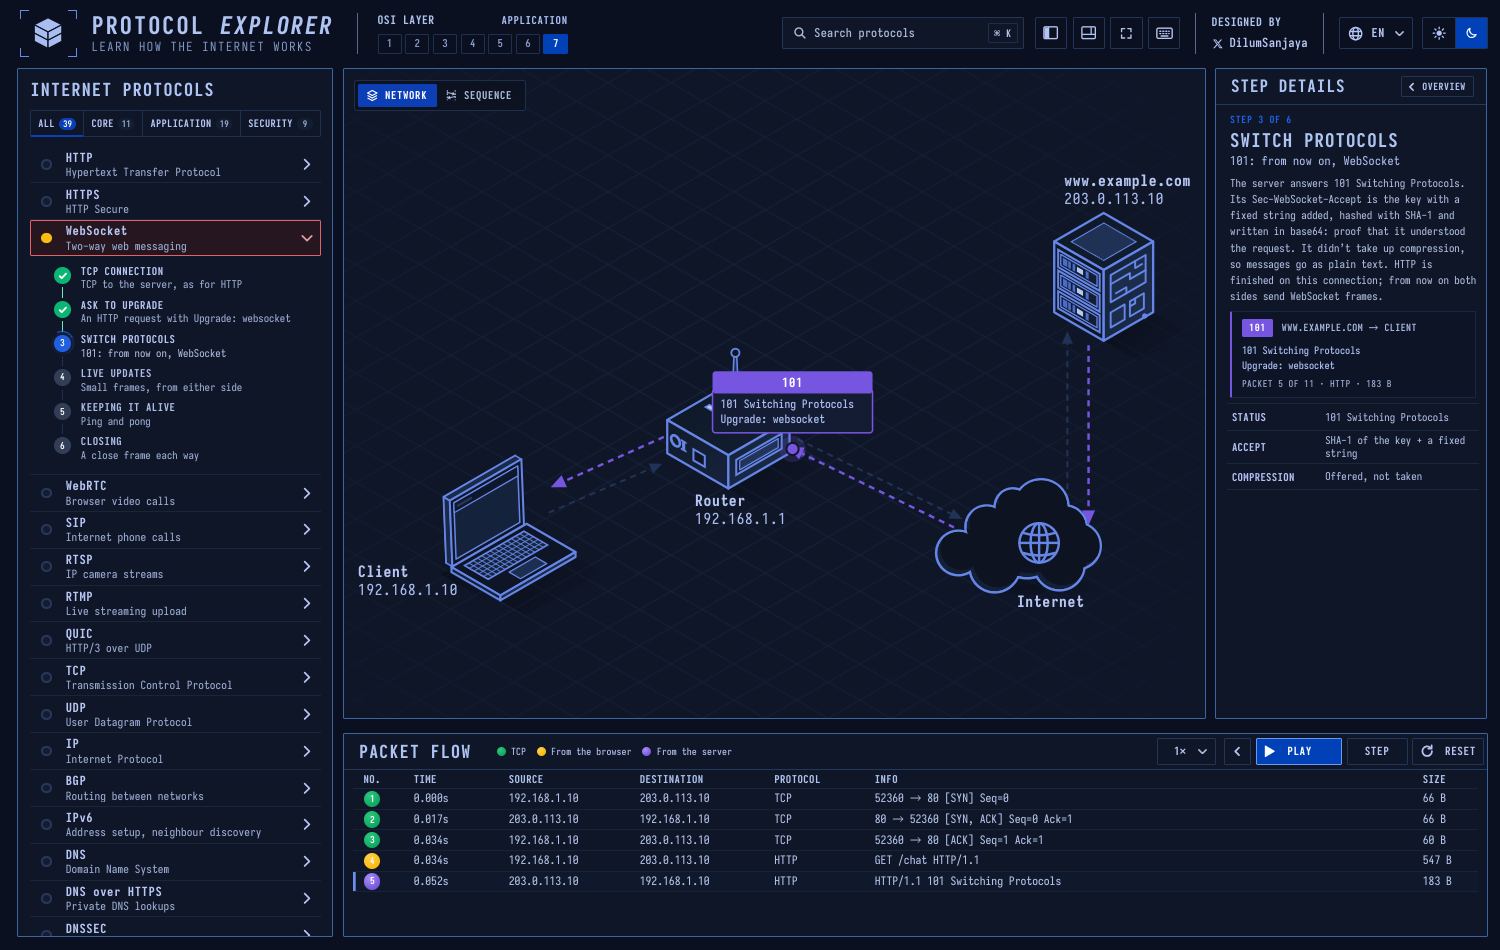 PROTOCOL EXPLORER
LEARN HOW THE INTERNET WORKS
OSI LAYER APPLICATION
1 2 3 4 5 6 7
Search protocols ⌘ K
DESIGNED BY
DilumSanjaya
EN
INTERNET PROTOCOLS
ALL 39 CORE 11 APPLICATION 19 SECURITY 9
HTTP
Hypertext Transfer Protocol
HTTPS
HTTP Secure
WebSocket
Two-way web messaging
TCP CONNECTION
TCP to the server, as for HTTP
ASK TO UPGRADE
An HTTP request with Upgrade: websocket
3 SWITCH PROTOCOLS
101: from now on, WebSocket
4 LIVE UPDATES
Small frames, from either side
5 KEEPING IT ALIVE
Ping and pong
6 CLOSING
A close frame each way
WebRTC
Browser video calls
SIP
Internet phone calls
RTSP
IP camera streams
RTMP
Live streaming upload
QUIC
HTTP/3 over UDP
TCP
Transmission Control Protocol
UDP
User Datagram Protocol
IP
Internet Protocol
BGP
Routing between networks
IPv6
Address setup, neighbour discovery
DNS
Domain Name System
DNS over HTTPS
Private DNS lookups
DNSSEC
NETWORK SEQUENCE
www.example.com
203.0.113.10
101
101 Switching Protocols
Upgrade: websocket
Router
192.168.1.1
Client
192.168.1.10
Internet
STEP DETAILS OVERVIEW
STEP 3 OF 6
SWITCH PROTOCOLS
101: from now on, WebSocket
The server answers 101 Switching Protocols.
Its Sec-WebSocket-Accept is the key with a
fixed string added, hashed with SHA-1 and
written in base64: proof that it understood
the request. It didn't take up compression,
so messages go as plain text. HTTP is
finished on this connection; from now on both
sides send WebSocket frames.
101 WWW.EXAMPLE.COM → CLIENT
101 Switching Protocols
Upgrade: websocket
PACKET 5 OF 11 · HTTP · 183 B
STATUS 101 Switching Protocols
ACCEPT SHA-1 of the key + a fixed
string
COMPRESSION Offered, not taken
PACKET FLOW TCP From the browser From the server 1× PLAY STEP RESET
NO. TIME SOURCE DESTINATION PROTOCOL INFO SIZE
1 0.000s 192.168.1.10 203.0.113.10 TCP 52360 → 80 [SYN] Seq=0 66 B
2 0.017s 203.0.113.10 192.168.1.10 TCP 80 → 52360 [SYN, ACK] Seq=0 Ack=1 66 B
3 0.034s 192.168.1.10 203.0.113.10 TCP 52360 → 80 [ACK] Seq=1 Ack=1 60 B
4 0.034s 192.168.1.10 203.0.113.10 HTTP GET /chat HTTP/1.1 547 B
5 0.052s 203.0.113.10 192.168.1.10 HTTP HTTP/1.1 101 Switching Protocols 183 B